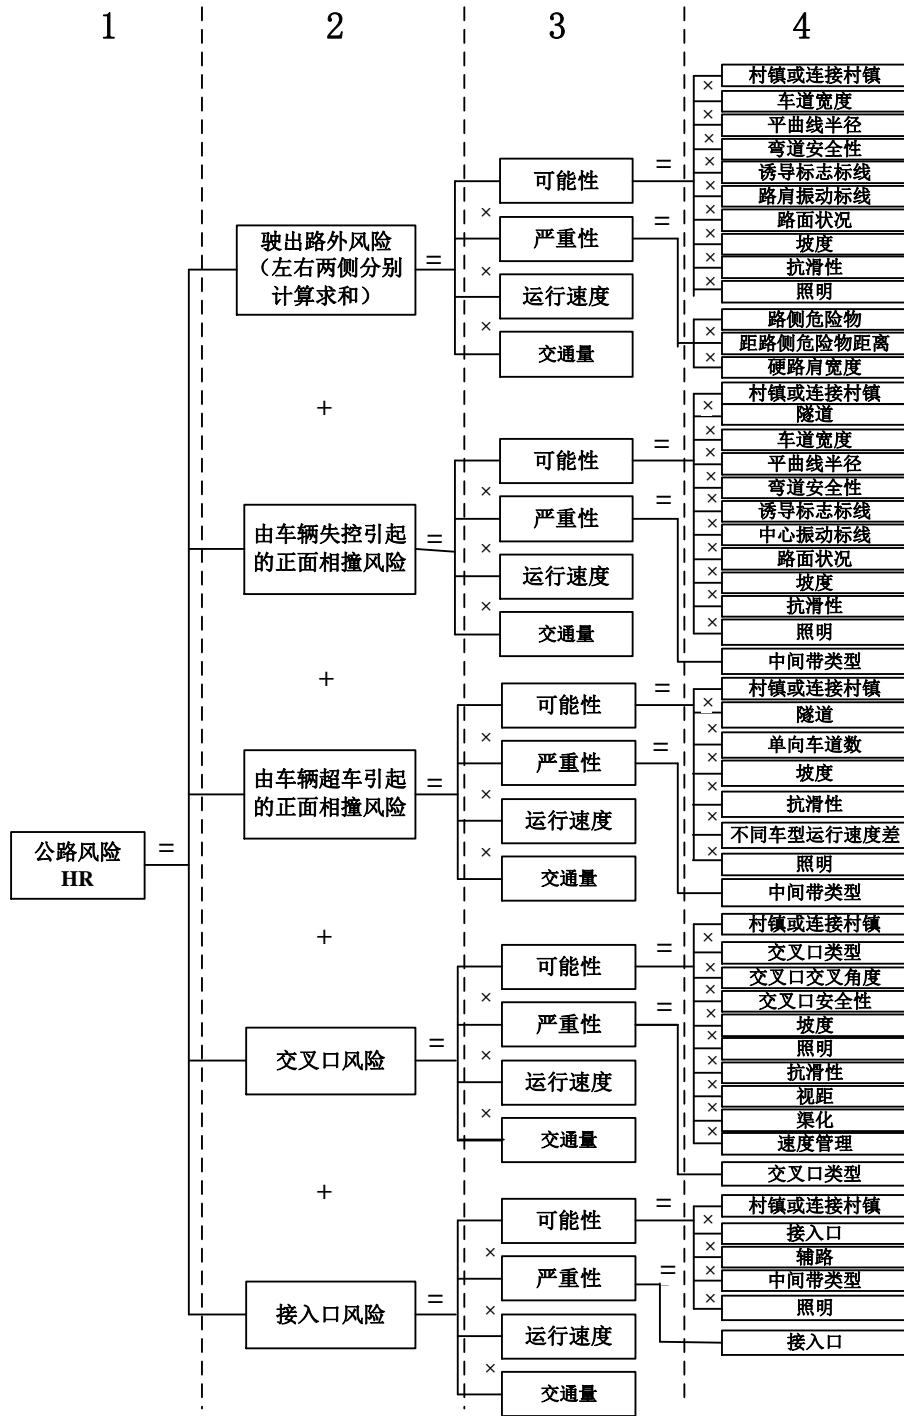 1
2
3
4
公路风险
HR
=
=
驶出路外风险
（左右两侧分别
计算求和）
=
可能性
=
×
严重性
=
×
运行速度
×
交通量
村镇或连接村镇
×
车道宽度
×
平曲线半径
×
弯道安全性
×
诱导标志标线
×
路肩振动标线
×
路面状况
×
坡度
×
抗滑性
×
照明
路侧危险物
×
距路侧危险物距离
×
硬路肩宽度
+
由车辆失控引起
的正面相撞风险
=
可能性
=
×
严重性
=
×
运行速度
×
交通量
村镇或连接村镇
×
隧道
×
车道宽度
×
平曲线半径
×
弯道安全性
×
诱导标志标线
×
中心振动标线
×
路面状况
×
坡度
×
抗滑性
×
照明
中间带类型
+
由车辆超车引起
的正面相撞风险
=
可能性
=
×
严重性
=
×
运行速度
×
交通量
村镇或连接村镇
×
隧道
×
单向车道数
×
坡度
×
抗滑性
×
不同车型运行速度差
×
照明
中间带类型
+
交叉口风险
=
可能性
=
×
严重性
=
×
运行速度
×
交通量
村镇或连接村镇
×
交叉口类型
×
交叉口交叉角度
×
交叉口安全性
×
坡度
×
照明
×
抗滑性
×
视距
×
渠化
×
速度管理
交叉口类型
+
接入口风险
=
可能性
=
×
严重性
=
×
运行速度
×
交通量
村镇或连接村镇
×
接入口
×
辅路
×
中间带类型
×
照明
接入口